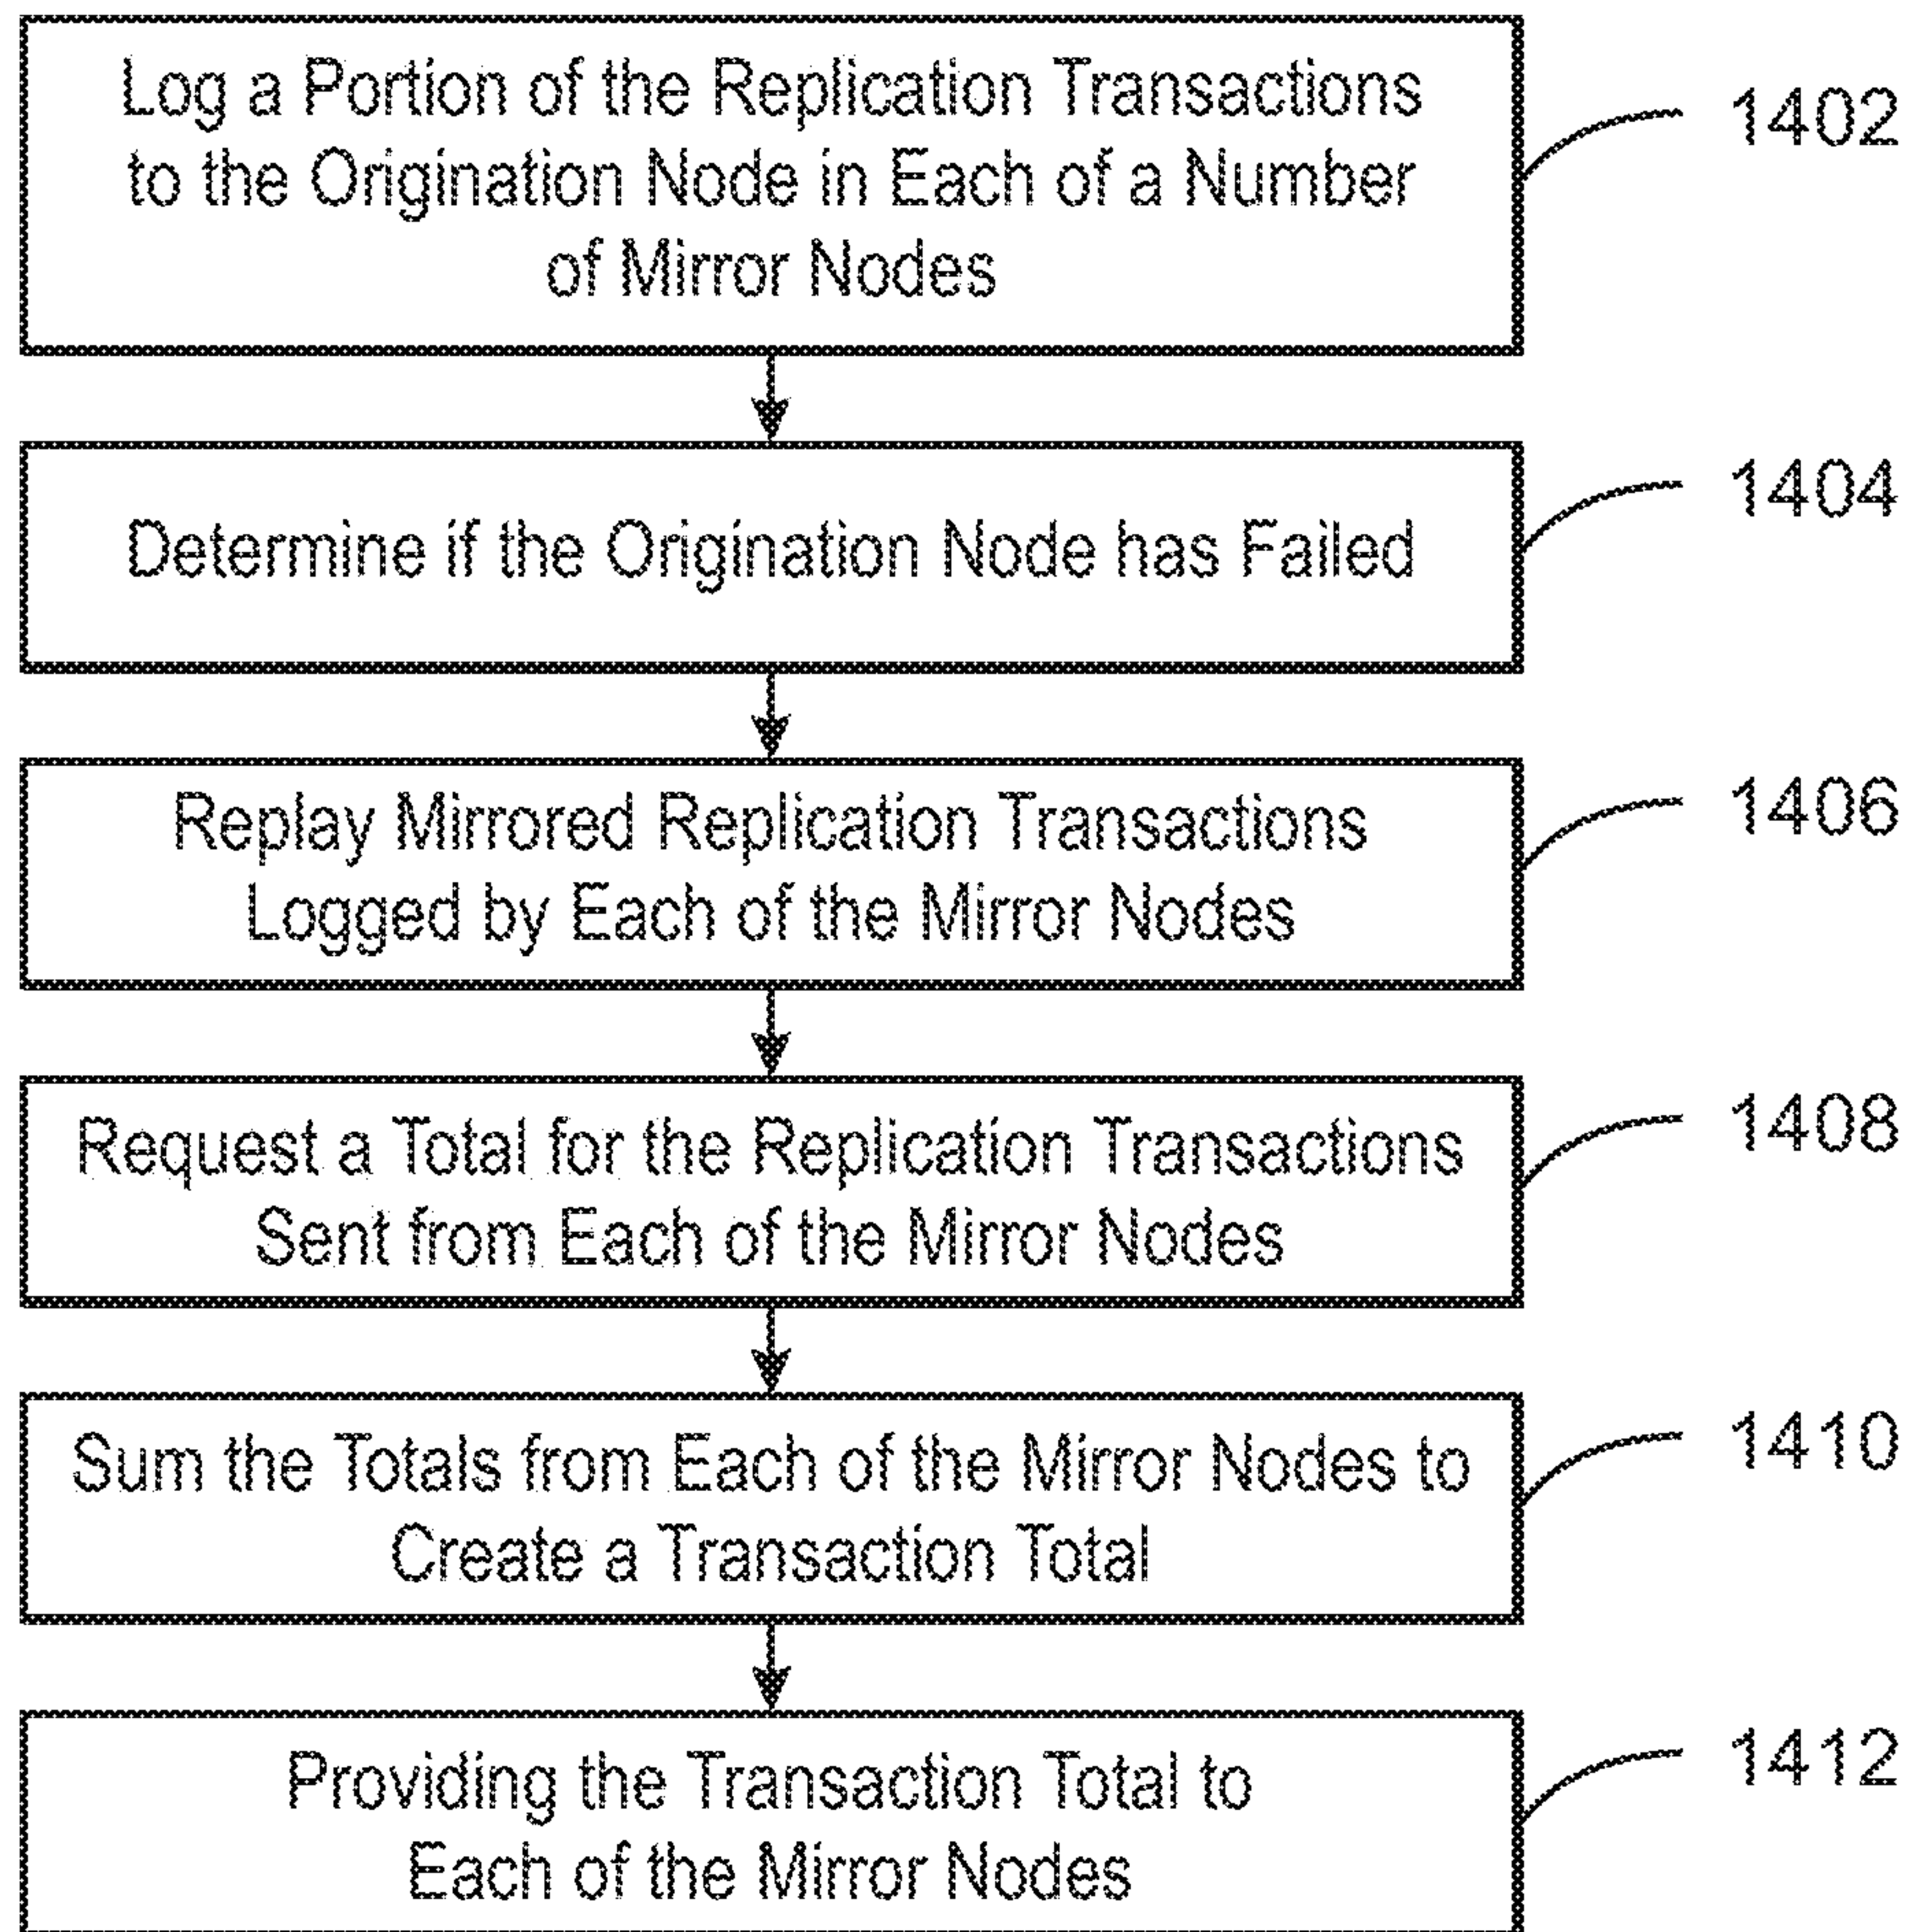 Log a Portion of the Replication Transactions
to the Origination Node in Each of a Number
of Mirror Nodes
1402
Determine if the Origination Node has Failed
1404
Replay Mirrored Replication Transactions
Logged by Each of the Mirror Nodes
1406
Request a Total for the Replication Transactions
Sent from Each of the Mirror Nodes
1408
Sum the Totals from Each of the Mirror Nodes to
Create a Transaction Total
1410
Providing the Transaction Total to
Each of the Mirror Nodes
1412